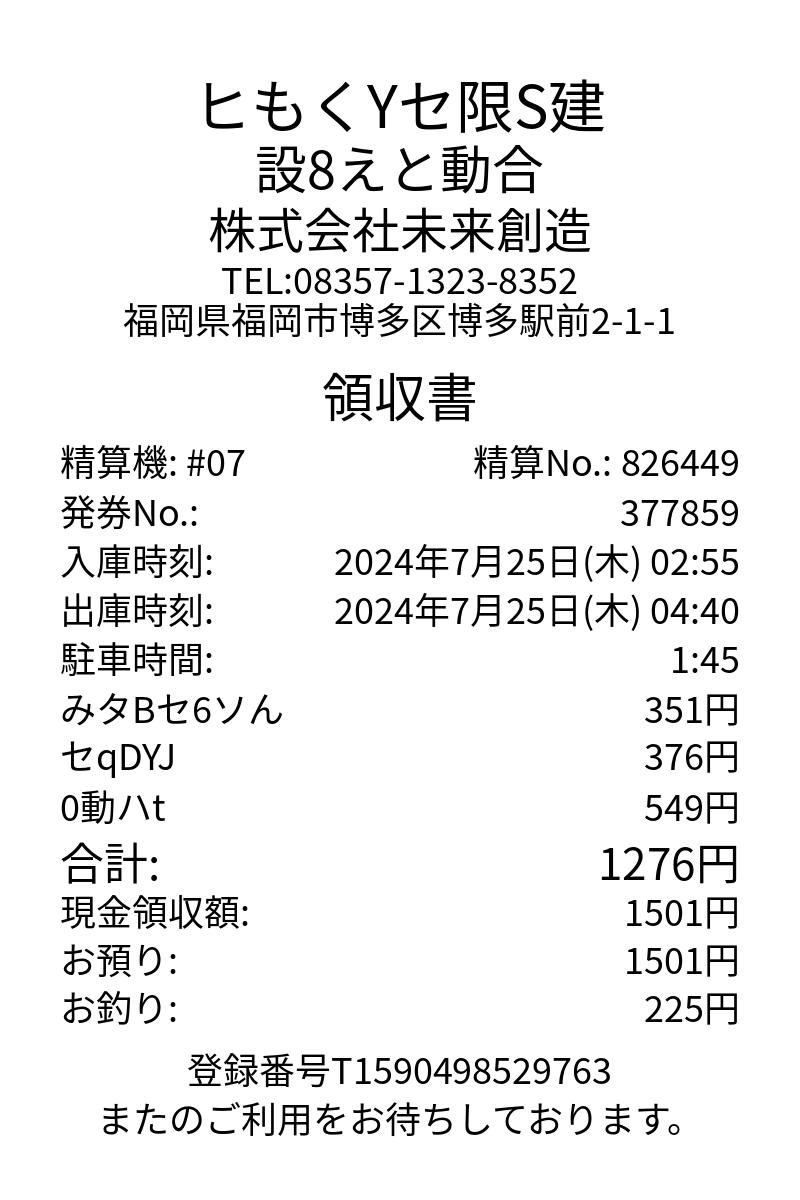 ヒもくYセ限S建
設8えと動合
株式会社未来創造
TEL:08357-1323-8352
福岡県福岡市博多区博多駅前2-1-1
領収書
精算機: #07 精算No.: 826449
発券No.: 377859
入庫時刻: 2024年7月25日(木) 02:55
出庫時刻: 2024年7月25日(木) 04:40
駐車時間: 1:45
みタBセ6ソん 351円
セqDYJ 376円
0動ハt 549円
合計: 1276円
現金領収額: 1501円
お預り: 1501円
お釣り: 225円
登録番号T1590498529763
またのご利用をお待ちしております。